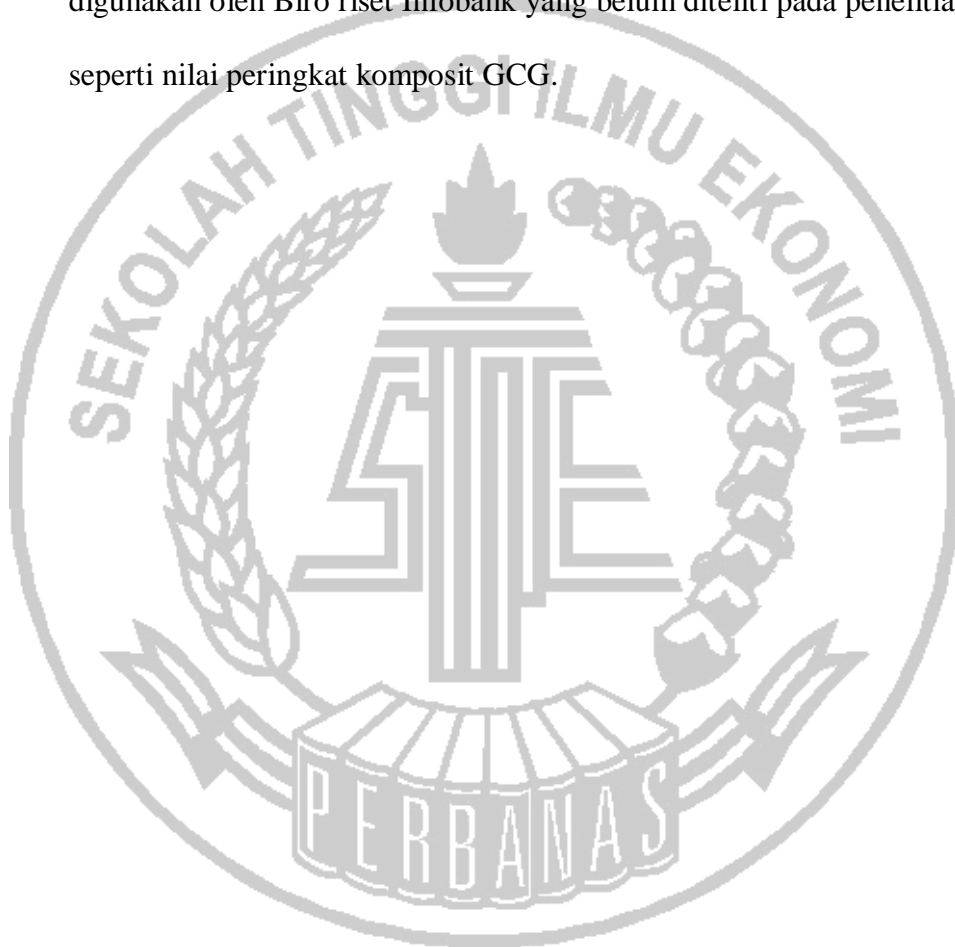 digunakan oleh Biro riset Infobank yang belum diteliti pada penelitia
seperti nilai peringkat komposit GCG.
SEKOLAH TINGGI ILMU EKONOMI
STIE
PERBANAS